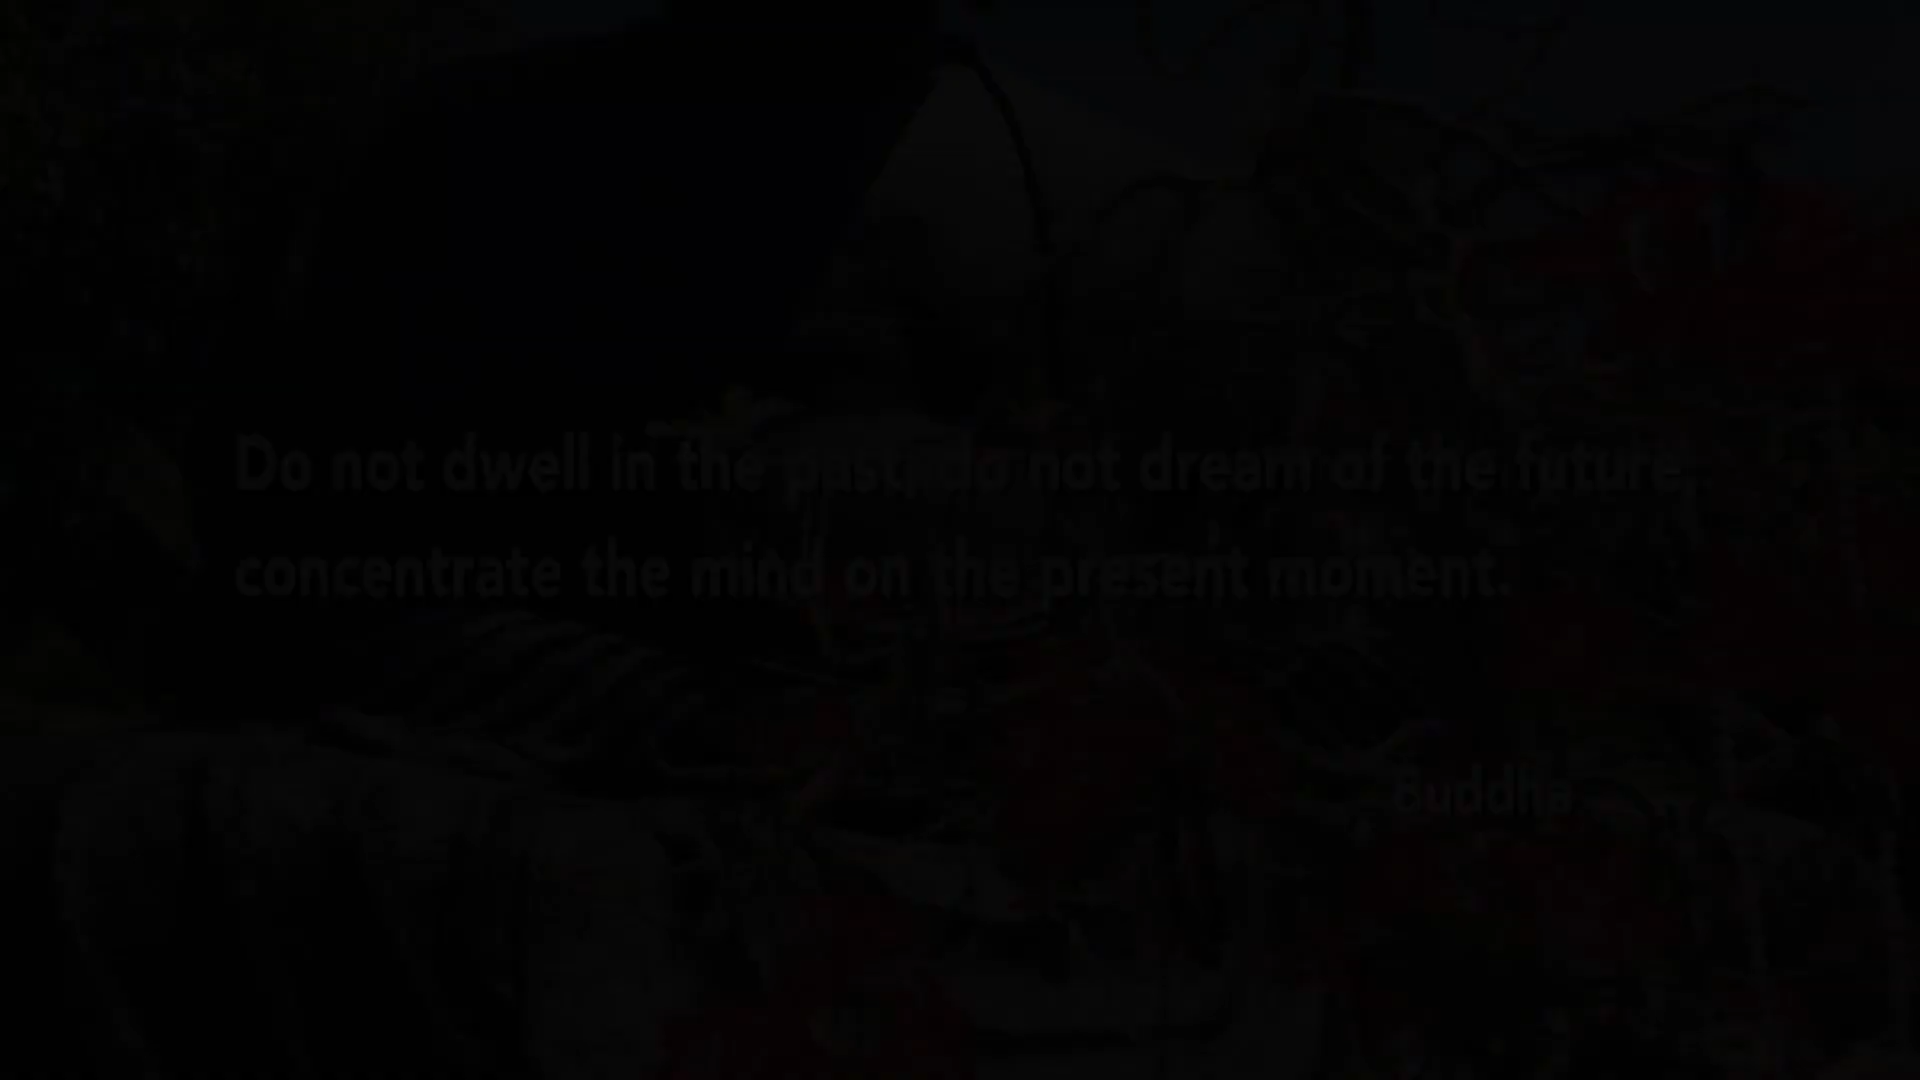 Do not dwell in the past, do not dream of the future,
concentrate the mind on the present moment.
Buddha